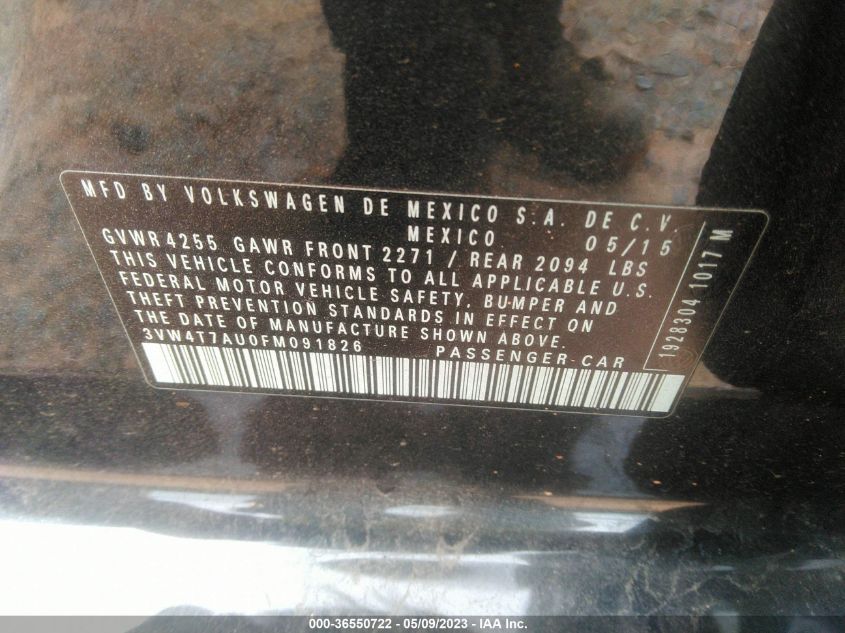 MFD BY VOLKSWAGEN DE MEXICO S.A. DE C.V.
MEXICO 05/15
GVWR 4255 GAWR FRONT 2271 / REAR 2094 LBS
THIS VEHICLE CONFORMS TO ALL APPLICABLE U.S.
FEDERAL MOTOR VEHICLE SAFETY, BUMPER AND
THEFT PREVENTION STANDARDS IN EFFECT ON
THE DATE OF MANUFACTURE SHOWN ABOVE.
3VW4T7AU0FM091826 PASSENGER-CAR
1928304 1017 M
000-36550722 - 05/09/2023 - IAA Inc.